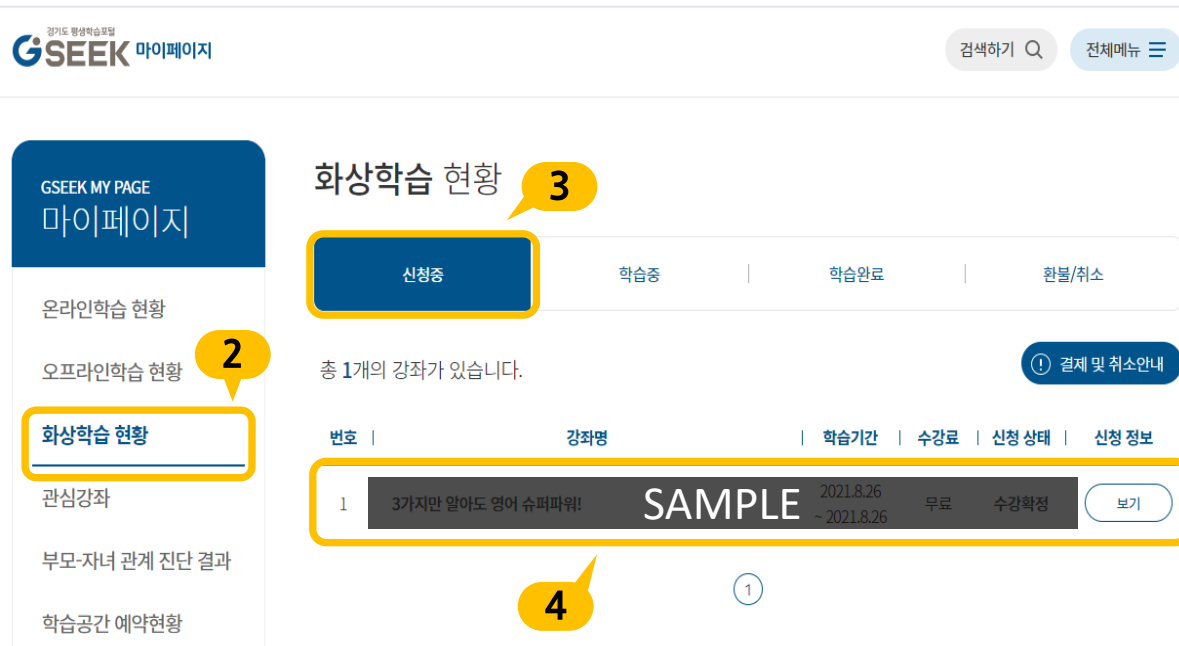 경기도 평생학습포털
GSEEK 마이페이지
검색하기
전체메뉴
GSEEK MY PAGE
마이페이지
온라인학습 현황
오프라인학습 현황
2
화상학습 현황
관심강좌
부모-자녀 관계 진단 결과
학습공간 예약현황
화상학습 현황
3
신청중 | 학습중 | 학습완료 | 환불/취소
총 1개의 강좌가 있습니다.
결제 및 취소안내
번호 | 강좌명 | 학습기간 | 수강료 | 신청 상태 | 신청 정보
1 3가지만 알아도 영어 슈퍼파워! SAMPLE 2021.8.26 ~ 2021.8.26 무료 수강확정 보기
4
1